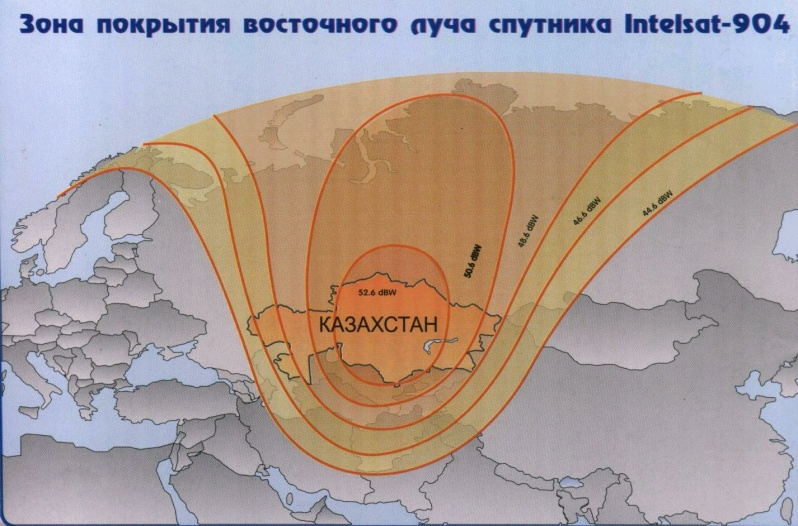 Зона покрытия восточного луча спутника Intelsat-904
44.6 dBW
46.6 dBW
48.6 dBW
50.6 dBW
52.6 dBW
КАЗАХСТАН